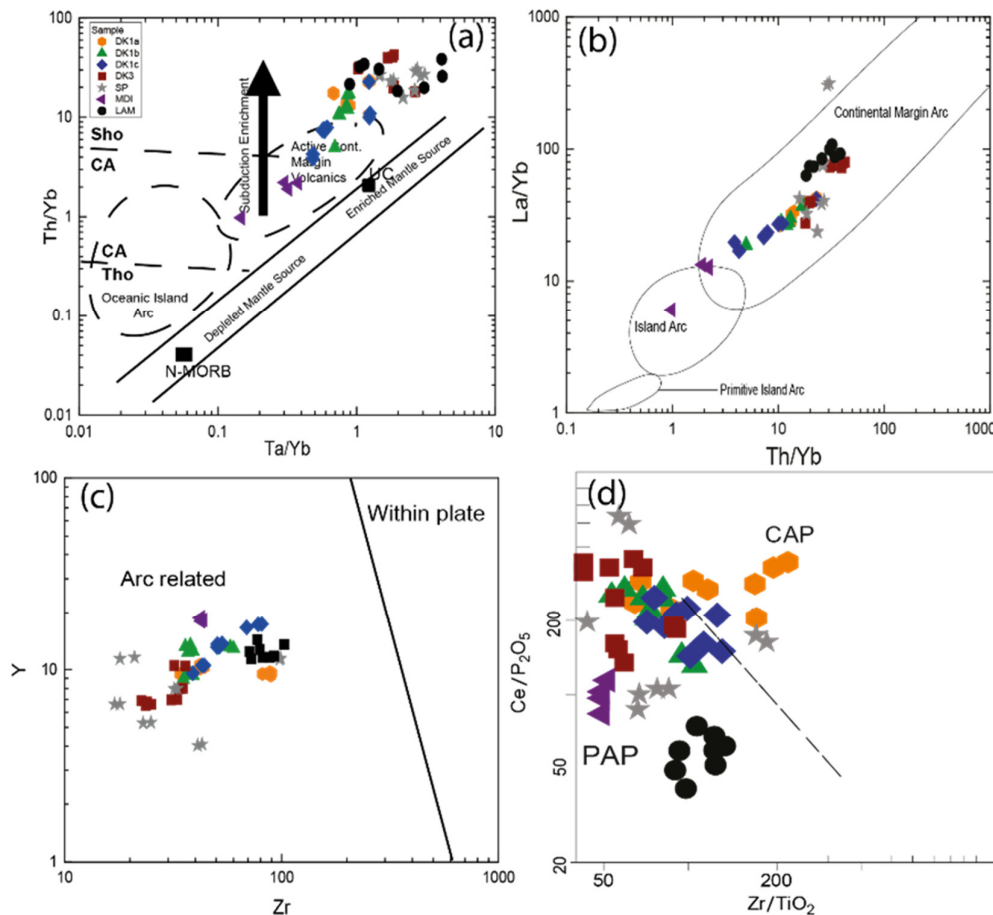 (a)
Sample
DK1a
DK1b
DK1c
DK3
SP
MDI
LAM
100
10
1
0.1
0.01
Th/Yb
Sho
CA
CA
Tho
Subduction Enrichment
Active Cont.
Margin
Volcanics
UC
Enriched Mantle Source
Depleted Mantle Source
Oceanic Island
Arc
N-MORB
0.01
0.1
1
10
Ta/Yb
(b)
1000
100
10
1
La/Yb
Continental Margin Arc
Island Arc
Primitive Island Arc
0.1
1
10
100
1000
Th/Yb
(c)
100
10
1
Y
Within plate
Arc related
10
100
1000
Zr
(d)
CAP
200
50
20
Ce/P2O5
PAP
50
200
Zr/TiO2